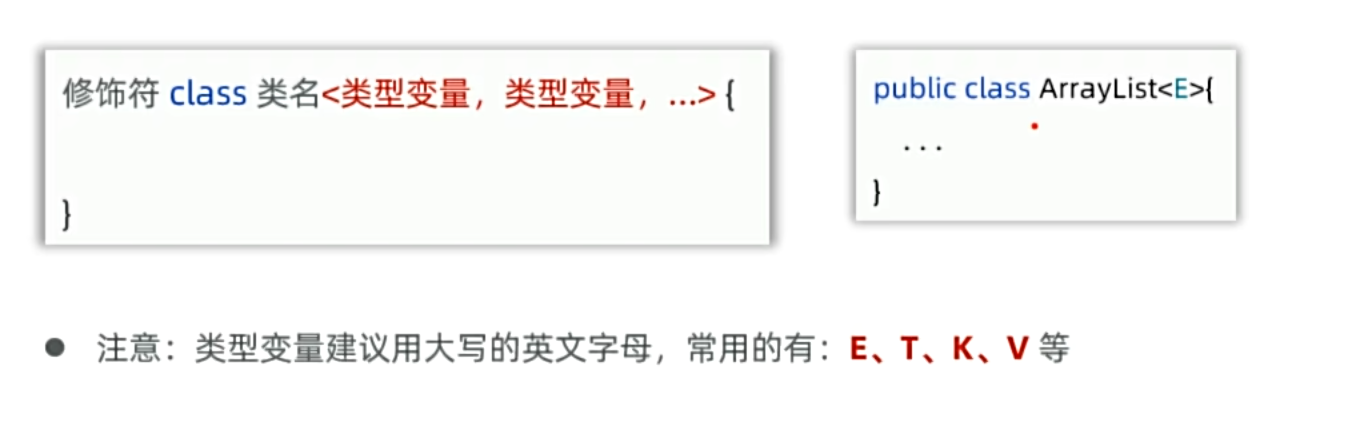 修饰符 class 类名<类型变量，类型变量，...> {
}
public class ArrayList<E>{
...
}
● 注意：类型变量建议用大写的英文字母，常用的有：E、T、K、V 等